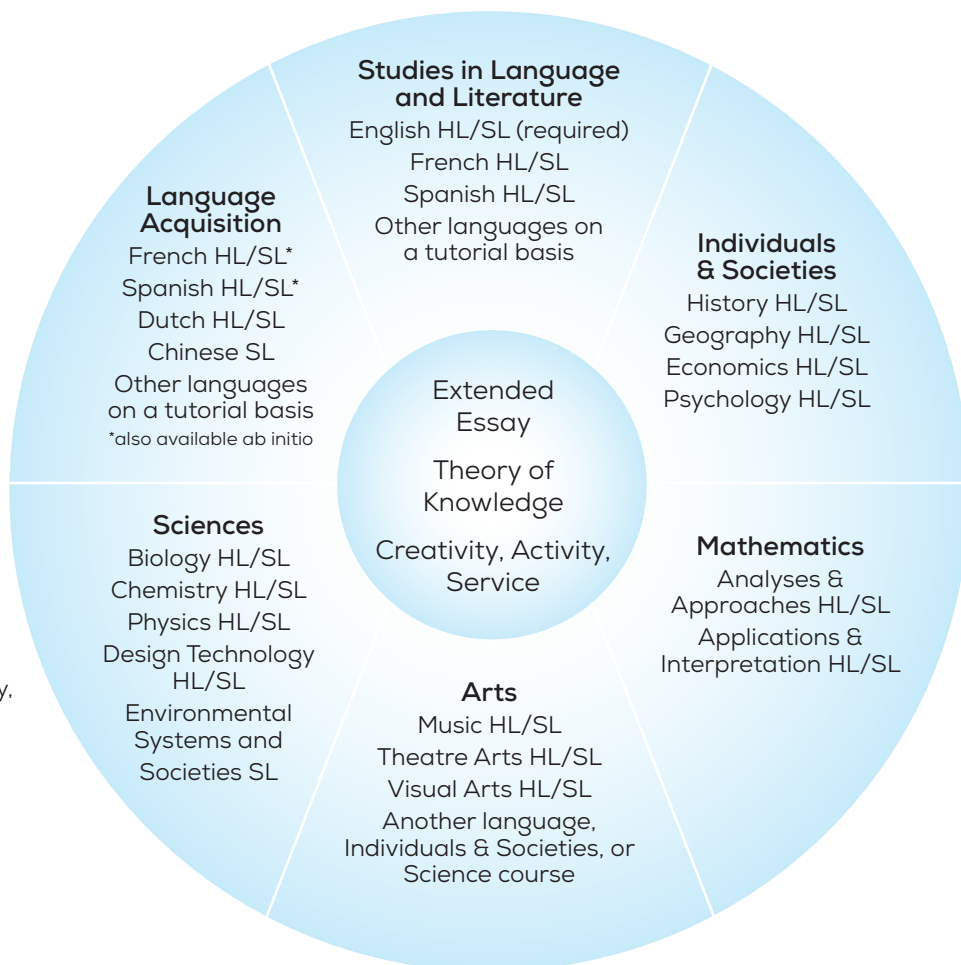 Studies in Language
and Literature
English HL/SL (required)
French HL/SL
Spanish HL/SL
Other languages on
a tutorial basis
Language
Acquisition
French HL/SL*
Spanish HL/SL*
Dutch HL/SL
Chinese SL
Other languages
on a tutorial basis
*also available ab initio
Individuals
& Societies
History HL/SL
Geography HL/SL
Economics HL/SL
Psychology HL/SL
Extended
Essay
Theory of
Knowledge
Creativity, Activity,
Service
Sciences
Biology HL/SL
Chemistry HL/SL
Physics HL/SL
Design Technology
HL/SL
Environmental
Systems and
Societies SL
Mathematics
Analyses &
Approaches HL/SL
Applications &
Interpretation HL/SL
Arts
Music HL/SL
Theatre Arts HL/SL
Visual Arts HL/SL
Another language,
Individuals & Societies, or
Science course